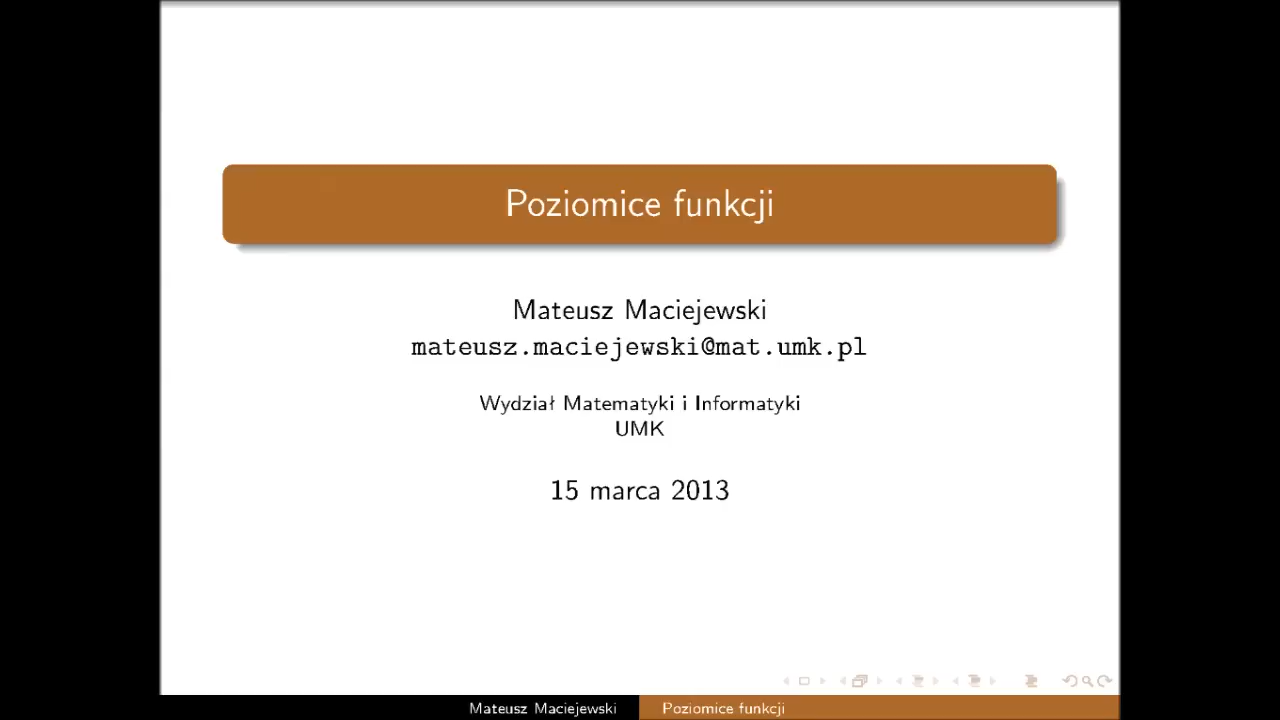 Poziomice funkcji
Mateusz Maciejewski
mateusz.maciejewski@mat.umk.pl
Wydział Matematyki i Informatyki
UMK
15 marca 2013
Mateusz Maciejewski
Poziomice funkcji